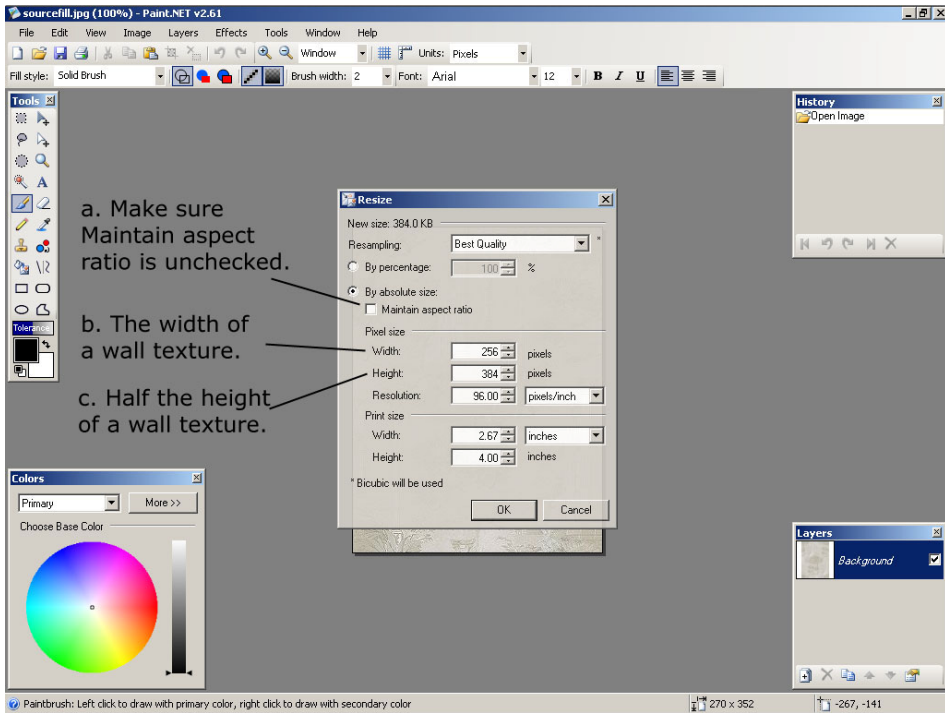 sourcefill.jpg (100%) - Paint.NET v2.61
File Edit View Image Layers Effects Tools Window Help
Window Units: Pixels
Fill style: Solid Brush Brush width: 2 Font: Arial 12 B I U
Tools
A
Tolerance
History
Open Image
a. Make sure
Maintain aspect
ratio is unchecked.
b. The width of
a wall texture.
c. Half the height
of a wall texture.
Resize
New size: 384.0 KB
Resampling: Best Quality *
By percentage: 100 %
By absolute size:
Maintain aspect ratio
Pixel size
Width: 256 pixels
Height: 384 pixels
Resolution: 96.00 pixels/inch
Print size
Width: 2.67 inches
Height: 4.00 inches
* Bicubic will be used
OK Cancel
Colors
Primary More >>
Choose Base Color
Layers
Background
Paintbrush: Left click to draw with primary color, right click to draw with secondary color 270 x 352 -267, -141